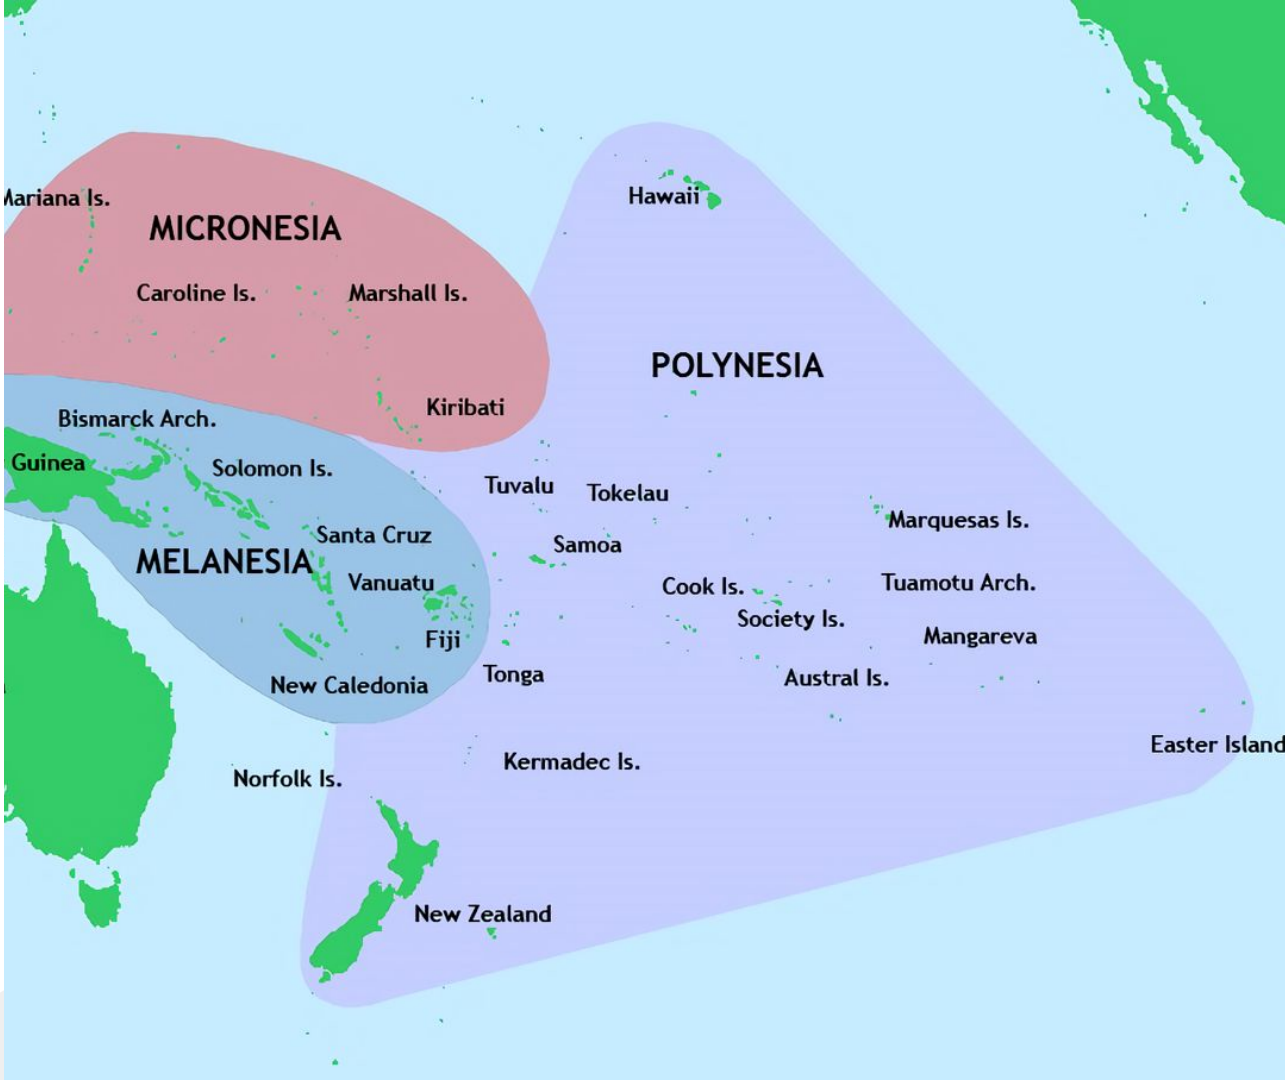 Hawaii
Mariana Is.
MICRONESIA
Caroline Is.
Marshall Is.
POLYNESIA
Kiribati
Bismarck Arch.
Guinea
Solomon Is.
Tuvalu
Tokelau
Marquesas Is.
Santa Cruz
Samoa
MELANESIA
Vanuatu
Cook Is.
Tuamotu Arch.
Society Is.
Fiji
Mangareva
Tonga
Austral Is.
New Caledonia
Easter Island
Kermadec Is.
Norfolk Is.
New Zealand